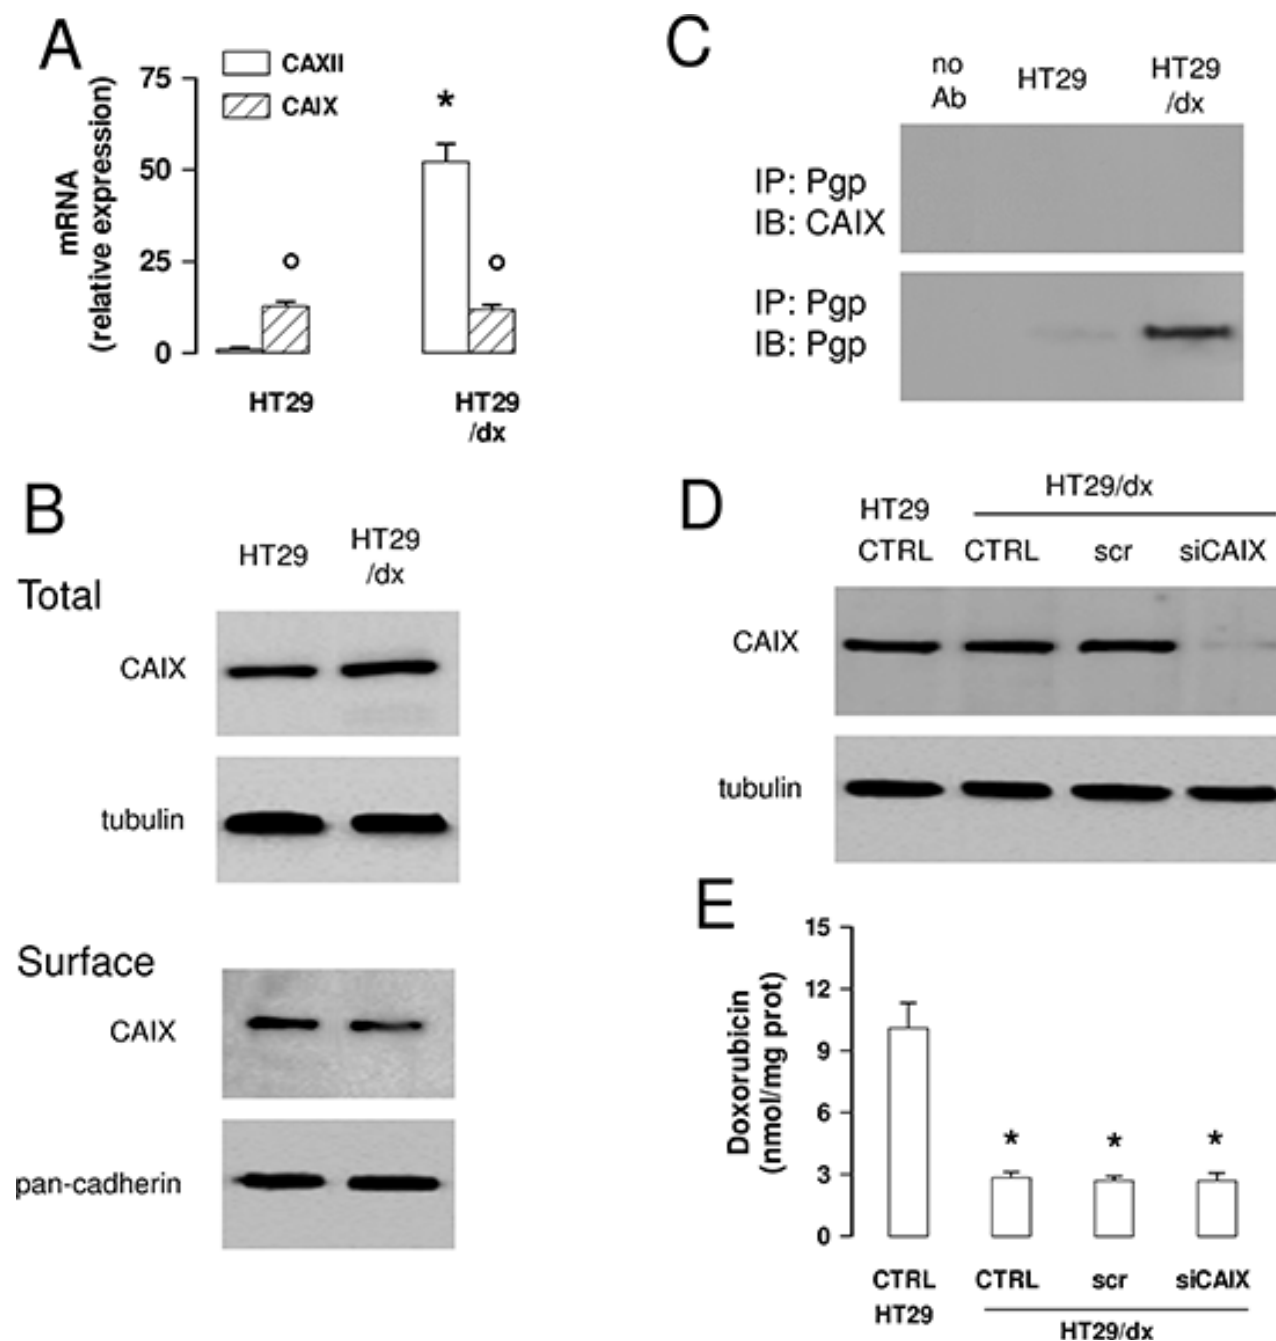 A
CAXII
CAIX
75
50
25
0
mRNA
(relative expression)
*
HT29
HT29
/dx
B
HT29
HT29
/dx
Total
CAIX
tubulin
Surface
CAIX
pan-cadherin
C
no
Ab
HT29
HT29
/dx
IP: Pgp
IB: CAIX
IP: Pgp
IB: Pgp
D
HT29/dx
HT29
CTRL CTRL scr siCAIX
CAIX
tubulin
E
15
12
9
6
3
0
Doxorubicin
(nmol/mg prot)
* * *
CTRL CTRL scr siCAIX
HT29
HT29/dx